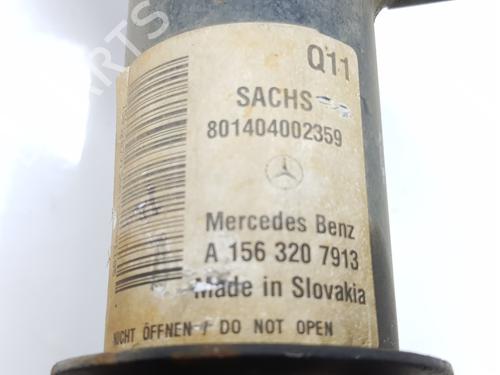 Q11
SACHS
801404002359
Mercedes Benz
A 156 320 7913
Made in Slovakia
NICHT ÖFFNEN / DO NOT OPEN